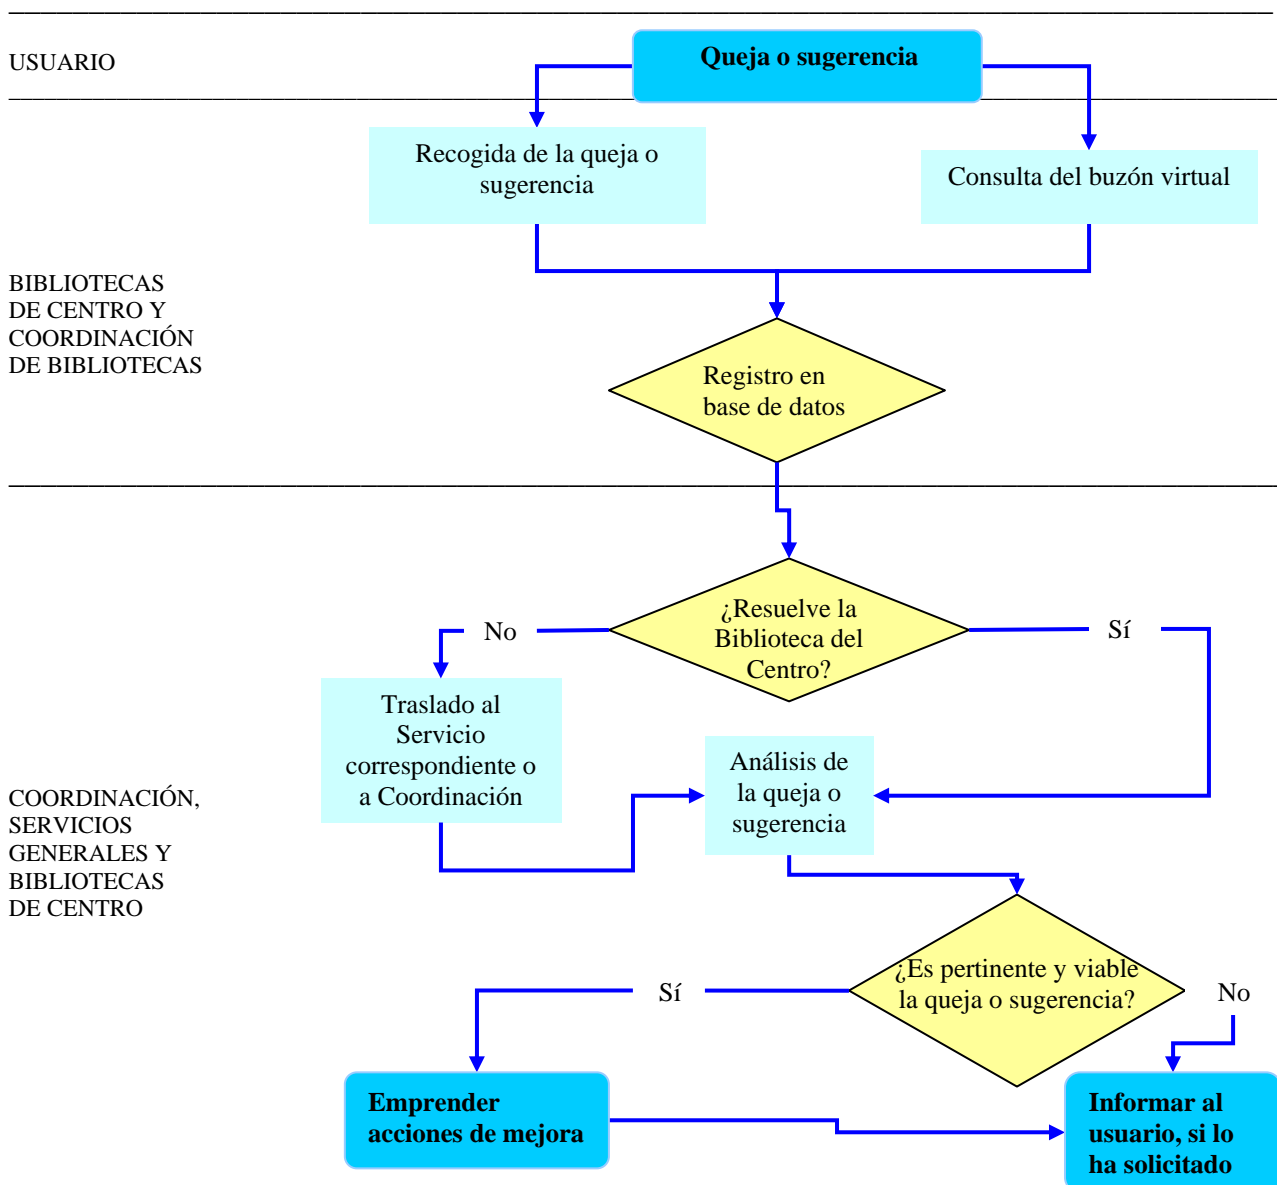 USUARIO
Queja o sugerencia
Recogida de la queja o
sugerencia
Consulta del buzón virtual
BIBLIOTECAS
DE CENTRO Y
COORDINACIÓN
DE BIBLIOTECAS
Registro en
base de datos
¿Resuelve la
Biblioteca del
Centro?
No
Sí
Traslado al
Servicio
correspondiente o
a Coordinación
Análisis de
la queja o
sugerencia
COORDINACIÓN,
SERVICIOS
GENERALES Y
BIBLIOTECAS
DE CENTRO
¿Es pertinente y viable
la queja o sugerencia?
Sí
No
Emprender
acciones de mejora
Informar al
usuario, si lo
ha solicitado